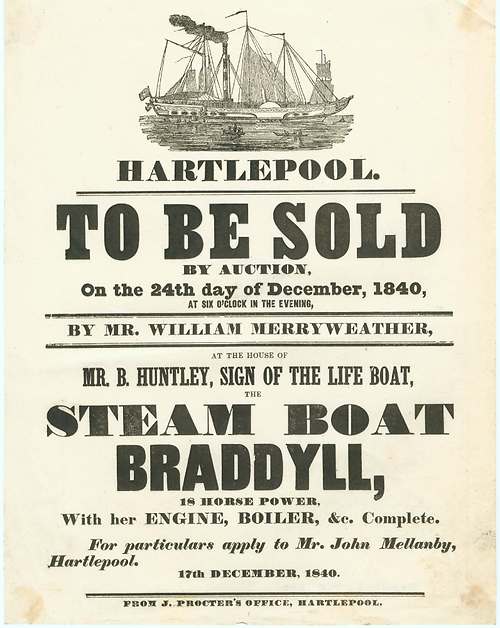 HARTLEPOOL.
TO BE SOLD
BY AUCTION,
On the 24th day of December, 1840,
AT SIX O'CLOCK IN THE EVENING,
BY MR. WILLIAM MERRYWEATHER,
AT THE HOUSE OF
MR. B. HUNTLEY, SIGN OF THE LIFE BOAT,
THE
STEAM BOAT
BRADDYLL,
18 HORSE POWER,
With her ENGINE, BOILER, &c. Complete.
For particulars apply to Mr. John Mellanby,
Hartlepool.
17th DECEMBER, 1840.
FROM J. PROCTER'S OFFICE, HARTLEPOOL.